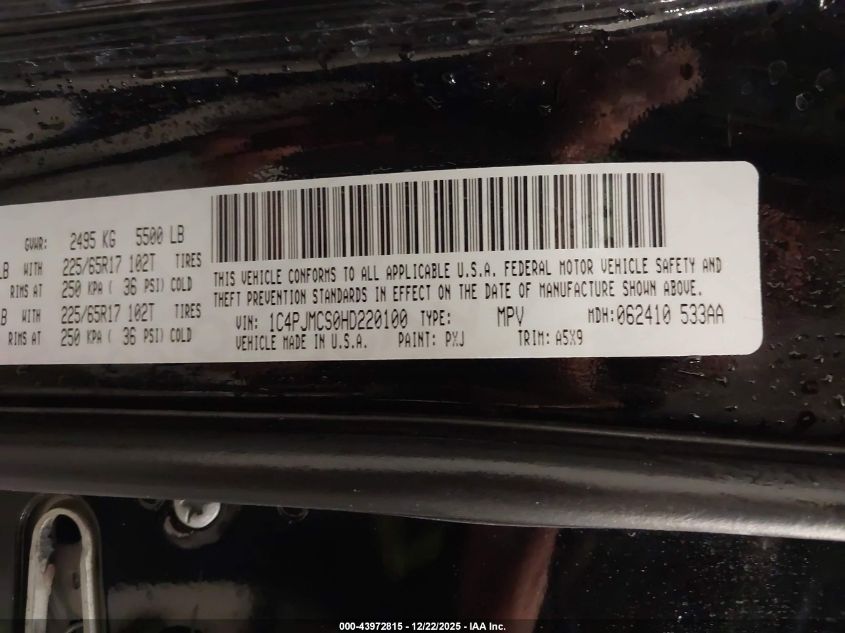 GVWR: 2495 KG 5500 LB
LB WITH 225/65R17 102T TIRES
RIMS AT 250 KPA ( 36 PSI) COLD
LB WITH 225/65R17 102T TIRES
RIMS AT 250 KPA ( 36 PSI) COLD
THIS VEHICLE CONFORMS TO ALL APPLICABLE U.S.A. FEDERAL MOTOR VEHICLE SAFETY AND
THEFT PREVENTION STANDARDS IN EFFECT ON THE DATE OF MANUFACTURE SHOWN ABOVE.
VIN: 1C4PJMCS0HD220100 TYPE: MPV MDH:062410 533AA
VEHICLE MADE IN U.S.A. PAINT: PXJ TRIM: A5X9
000-43972815 - 12/22/2025 - IAA Inc.